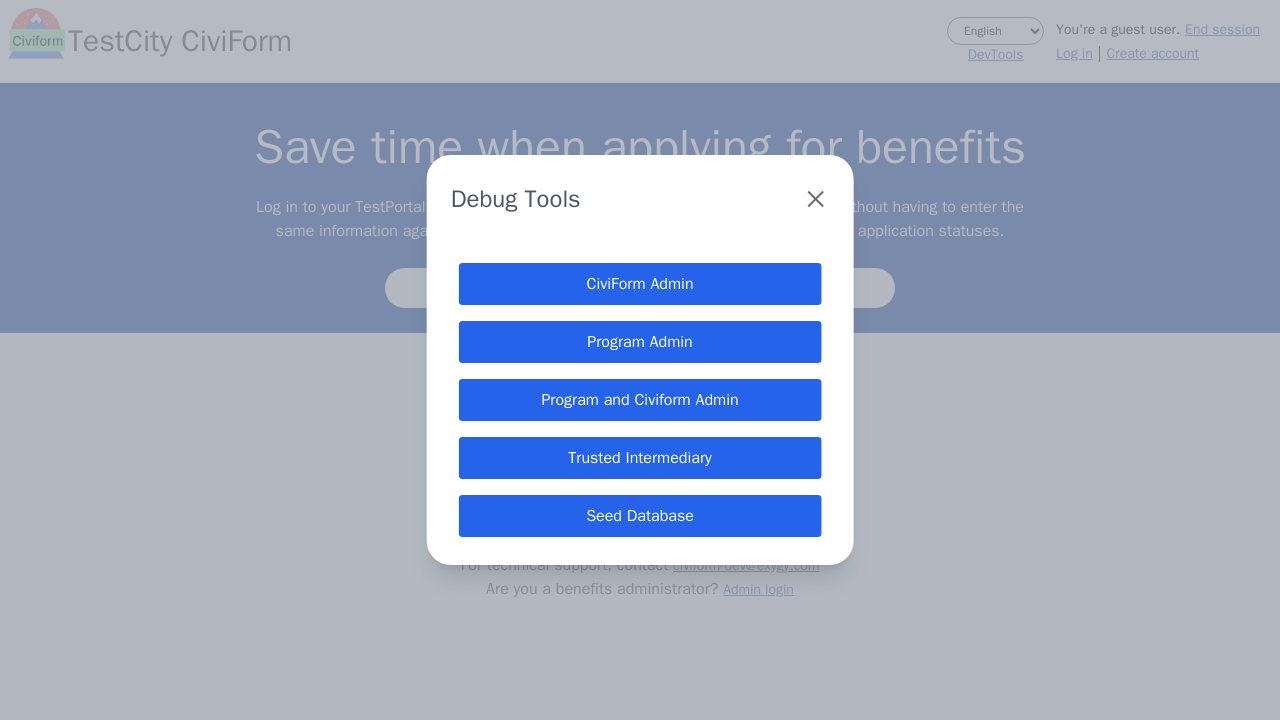 Civiform
TestCity CiviForm
English
You're a guest user. End session
DevTools
Log in | Create account
Save time when applying for benefits
Log in to your TestPortal
thout having to enter the
same information aga
application statuses.
Debug Tools
CiviForm Admin
Program Admin
Program and Civiform Admin
Trusted Intermediary
Seed Database
For technical support, contact civiform-dev@exygy.com
Are you a benefits administrator? Admin login